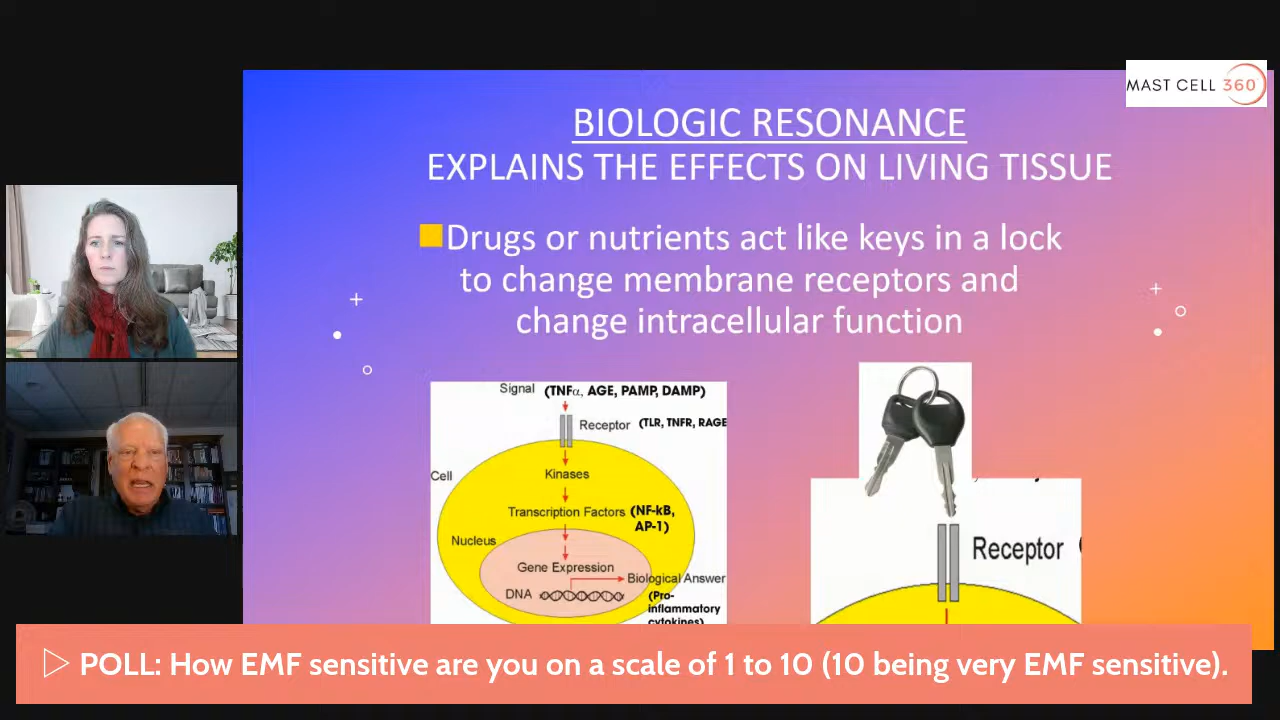 MAST CELL 360
BIOLOGIC RESONANCE
EXPLAINS THE EFFECTS ON LIVING TISSUE
Drugs or nutrients act like keys in a lock
to change membrane receptors and
change intracellular function
Signal (TNFα, AGE, PAMP, DAMP)
Receptor (TLR, TNFR, RAGE
Cell
Kinases
Transcription Factors (NF-kB,
AP-1)
Nucleus
Gene Expression
Biological Answer
DNA
(Pro-
inflammatory
cytokines)
Receptor (
POLL: How EMF sensitive are you on a scale of 1 to 10 (10 being very EMF sensitive).